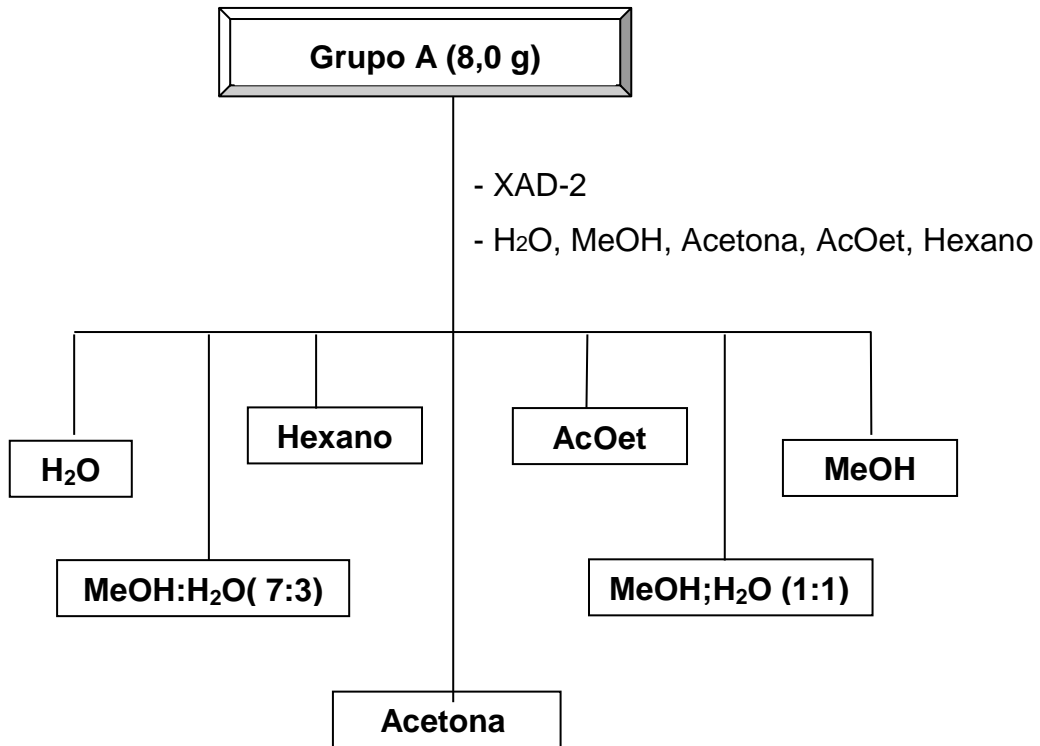 Grupo A (8,0 g)
- XAD-2
- H₂O, MeOH, Acetona, AcOet, Hexano
Hexano
AcOet
H₂O
MeOH
MeOH:H₂O( 7:3)
MeOH;H₂O (1:1)
Acetona